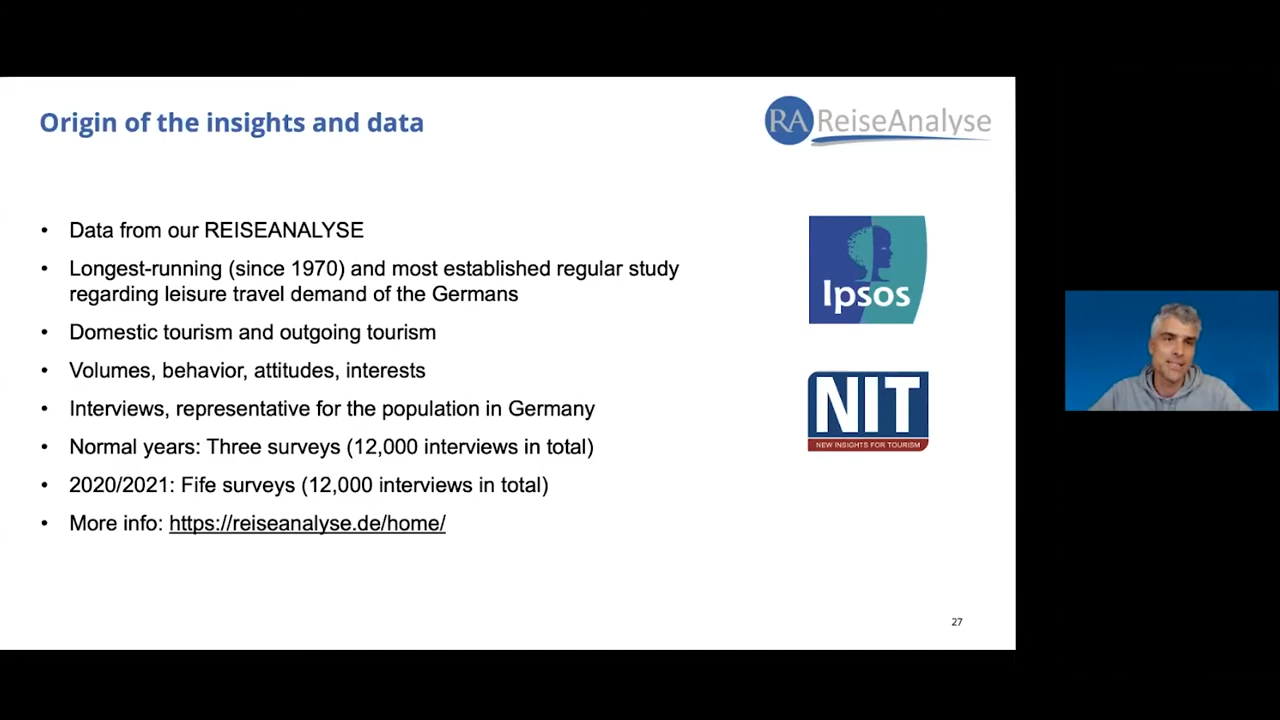 Origin of the insights and data
RA ReiseAnalyse
• Data from our REISEANALYSE
• Longest-running (since 1970) and most established regular study
regarding leisure travel demand of the Germans
• Domestic tourism and outgoing tourism
• Volumes, behavior, attitudes, interests
• Interviews, representative for the population in Germany
• Normal years: Three surveys (12,000 interviews in total)
• 2020/2021: Fife surveys (12,000 interviews in total)
• More info: https://reiseanalyse.de/home/
Ipsos
NIT
NEW INSIGHTS FOR TOURISM
27